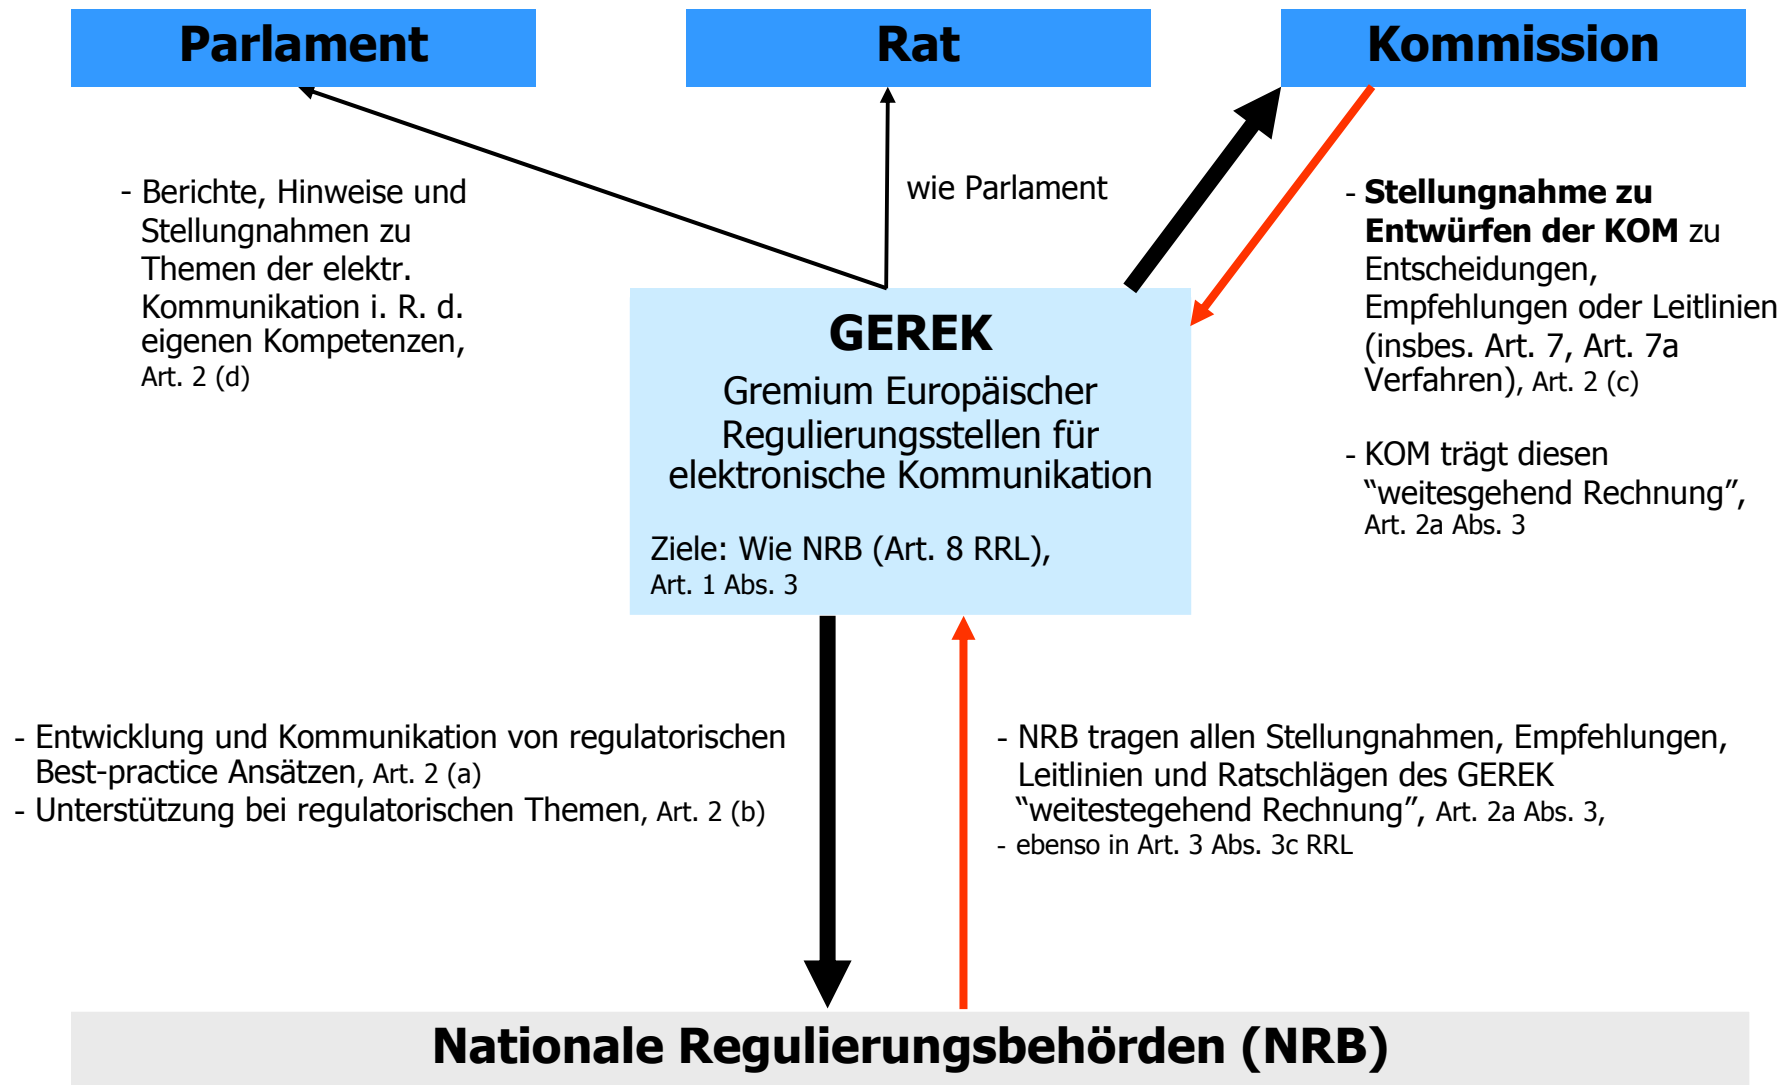 Parlament
Rat
Kommission
- Berichte, Hinweise und
Stellungnahmen zu
Themen der elektr.
Kommunikation i. R. d.
eigenen Kompetenzen,
Art. 2 (d)
wie Parlament
- Stellungnahme zu
Entwürfen der KOM zu
Entscheidungen,
Empfehlungen oder Leitlinien
(insbes. Art. 7, Art. 7a
Verfahren), Art. 2 (c)
- KOM trägt diesen
“weitesgehend Rechnung”,
Art. 2a Abs. 3
GEREK
Gremium Europäischer
Regulierungsstellen für
elektronische Kommunikation
Ziele: Wie NRB (Art. 8 RRL),
Art. 1 Abs. 3
- Entwicklung und Kommunikation von regulatorischen
Best-practice Ansätzen, Art. 2 (a)
- Unterstützung bei regulatorischen Themen, Art. 2 (b)
- NRB tragen allen Stellungnahmen, Empfehlungen,
Leitlinien und Ratschlägen des GEREK
“weitestegehend Rechnung”, Art. 2a Abs. 3,
- ebenso in Art. 3 Abs. 3c RRL
Nationale Regulierungsbehörden (NRB)